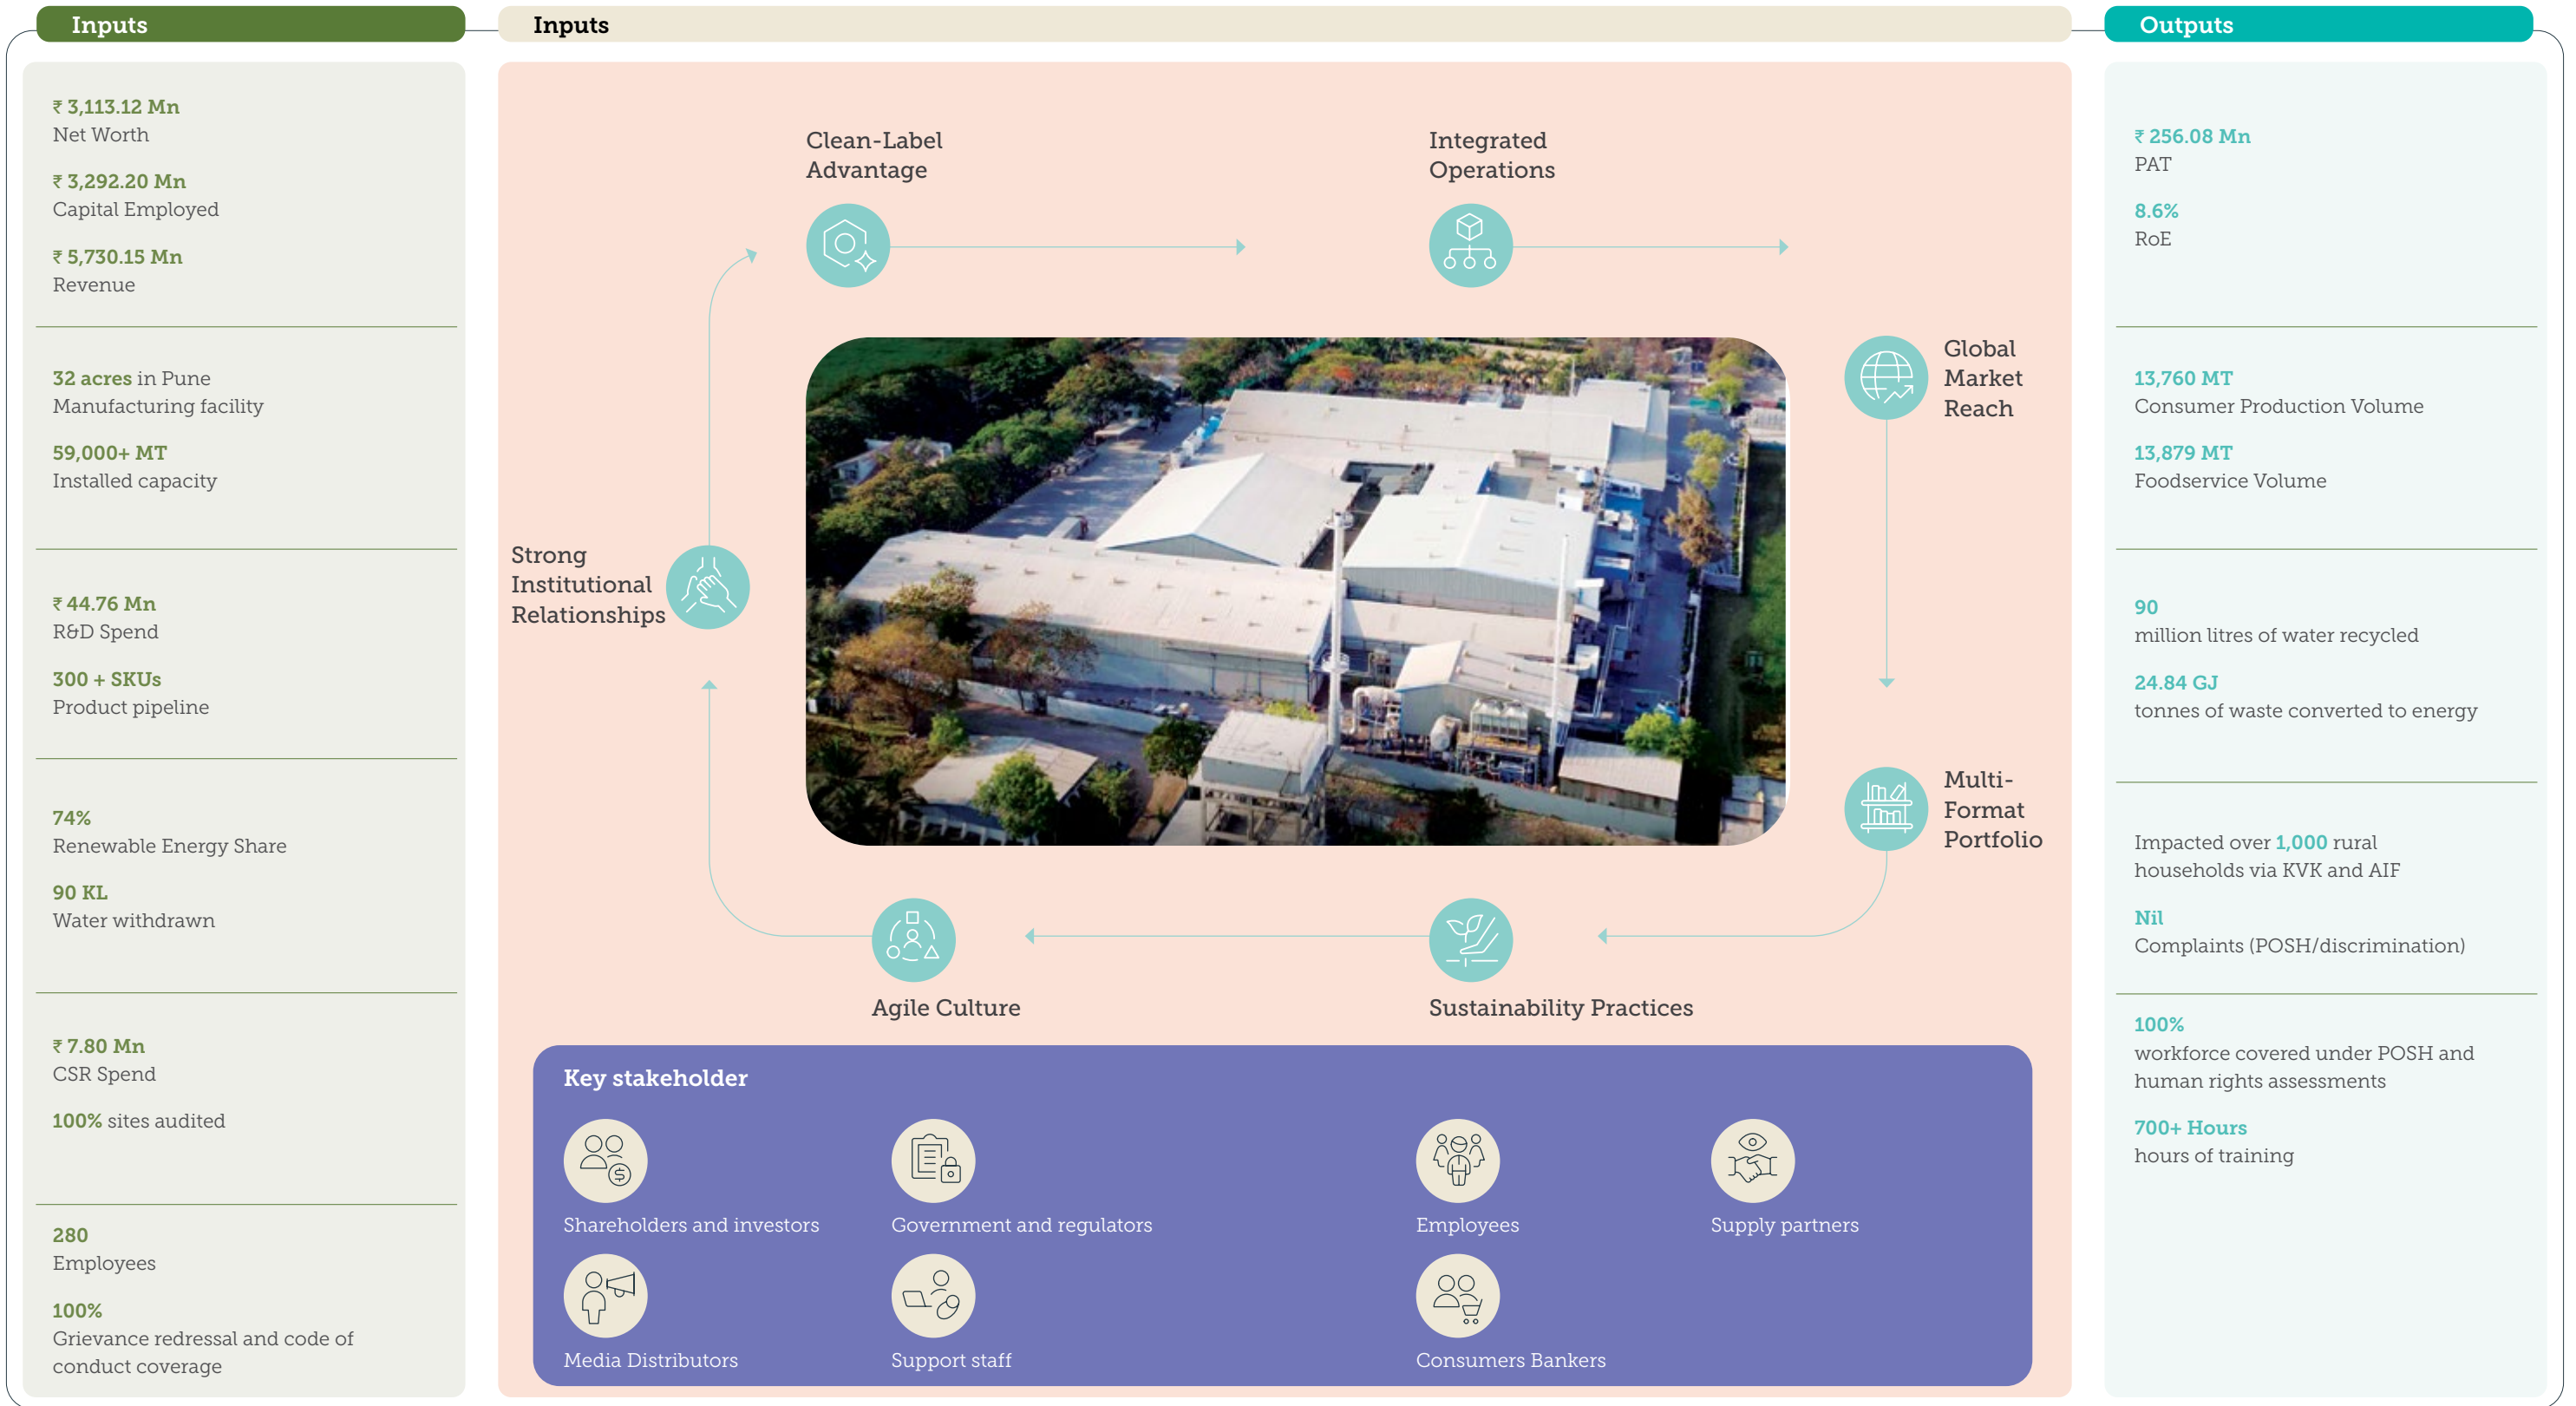 Inputs
₹ 3,113.12 Mn
Net Worth
₹ 3,292.20 Mn
Capital Employed
₹ 5,730.15 Mn
Revenue
32 acres in Pune
Manufacturing facility
59,000+ MT
Installed capacity
₹ 44.76 Mn
R&D Spend
300 + SKUs
Product pipeline
74%
Renewable Energy Share
90 KL
Water withdrawn
₹ 7.80 Mn
CSR Spend
100% sites audited
280
Employees
100%
Grievance redressal and code of
conduct coverage
Inputs
Clean-Label
Advantage
Integrated
Operations
Global
Market
Reach
Multi-
Format
Portfolio
Sustainability Practices
Agile Culture
Strong
Institutional
Relationships
Key stakeholder
Shareholders and investors
Government and regulators
Employees
Supply partners
Media Distributors
Support staff
Consumers Bankers
Outputs
₹ 256.08 Mn
PAT
8.6%
RoE
13,760 MT
Consumer Production Volume
13,879 MT
Foodservice Volume
90
million litres of water recycled
24.84 GJ
tonnes of waste converted to energy
Impacted over 1,000 rural
households via KVK and AIF
Nil
Complaints (POSH/discrimination)
100%
workforce covered under POSH and
human rights assessments
700+ Hours
hours of training